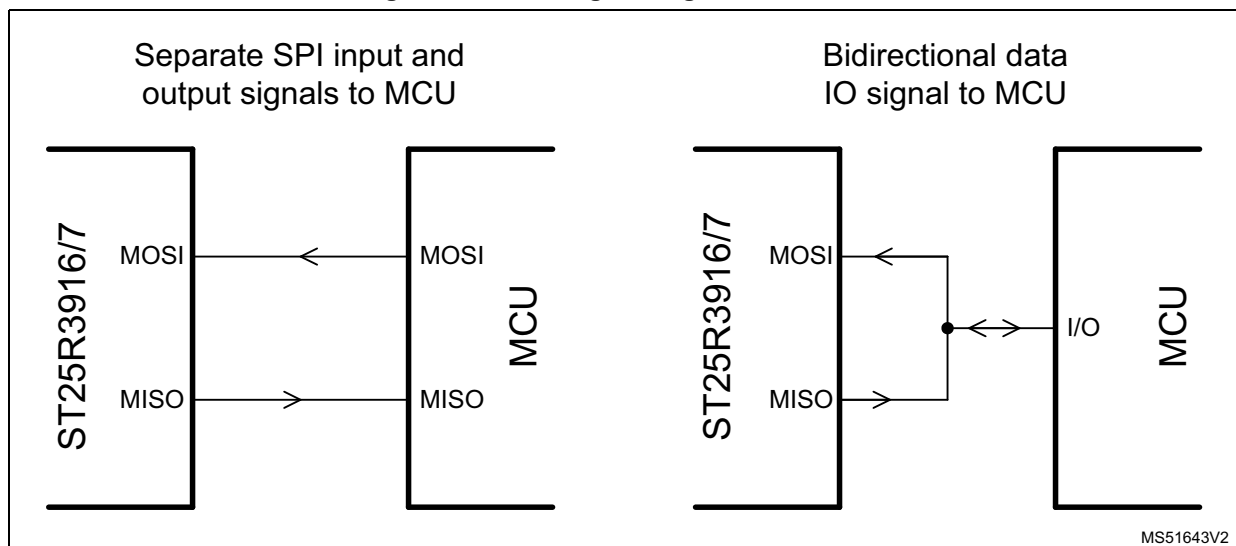 Separate SPI input and
output signals to MCU
ST25R3916/7
MOSI
MISO
MOSI
MISO
MCU
Bidirectional data
IO signal to MCU
ST25R3916/7
MOSI
MISO
I/O
MCU
MS51643V2